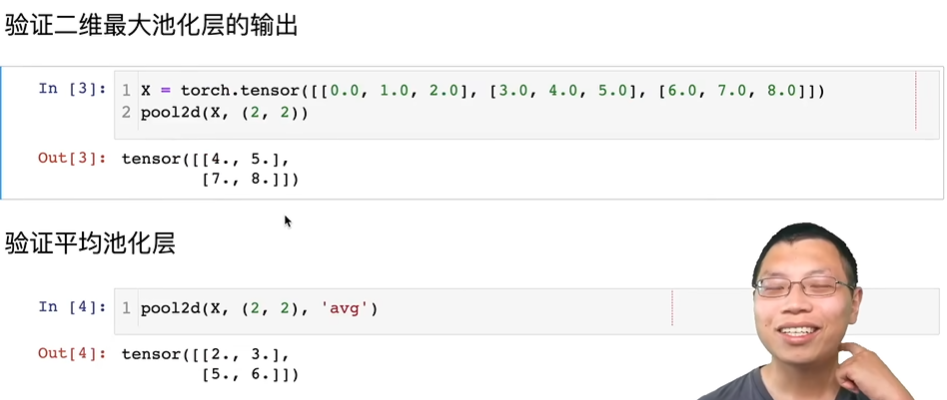 验证二维最大池化层的输出
In [3]: 1 X = torch.tensor([[0.0, 1.0, 2.0], [3.0, 4.0, 5.0], [6.0, 7.0, 8.0]])
2 pool2d(X, (2, 2))
Out[3]: tensor([[4., 5.],
[7., 8.]])
验证平均池化层
In [4]: 1 pool2d(X, (2, 2), 'avg')
Out[4]: tensor([[2., 3.],
[5., 6.]])